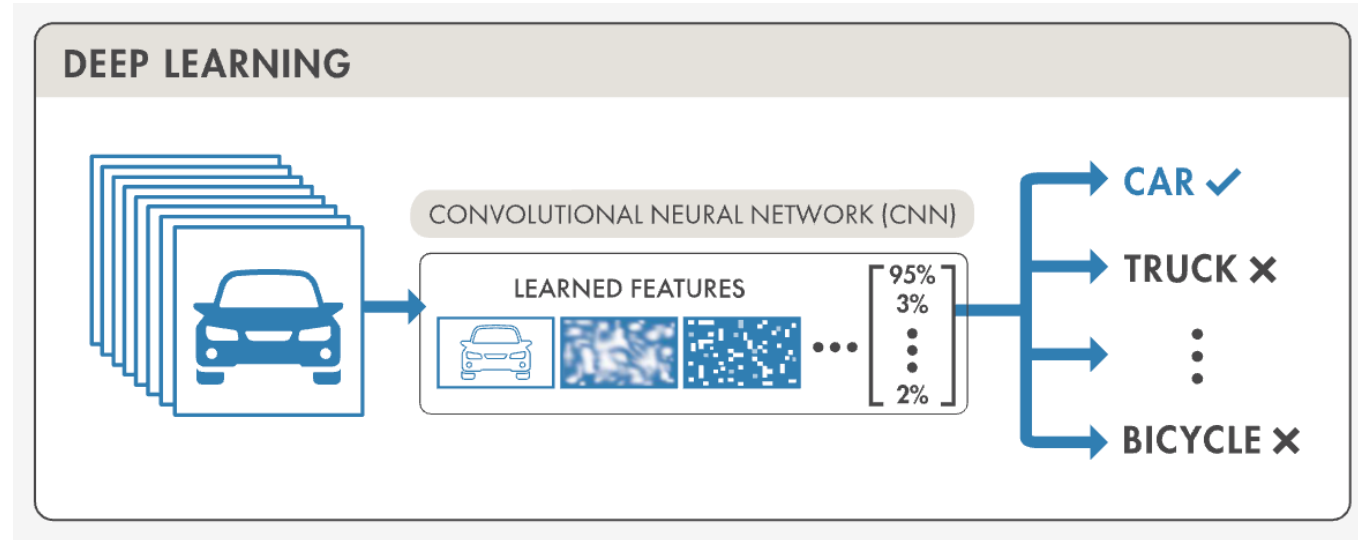 DEEP LEARNING
CONVOLUTIONAL NEURAL NETWORK (CNN)
LEARNED FEATURES
95%
3%
2%
CAR ✓
TRUCK ✕
BICYCLE ✕